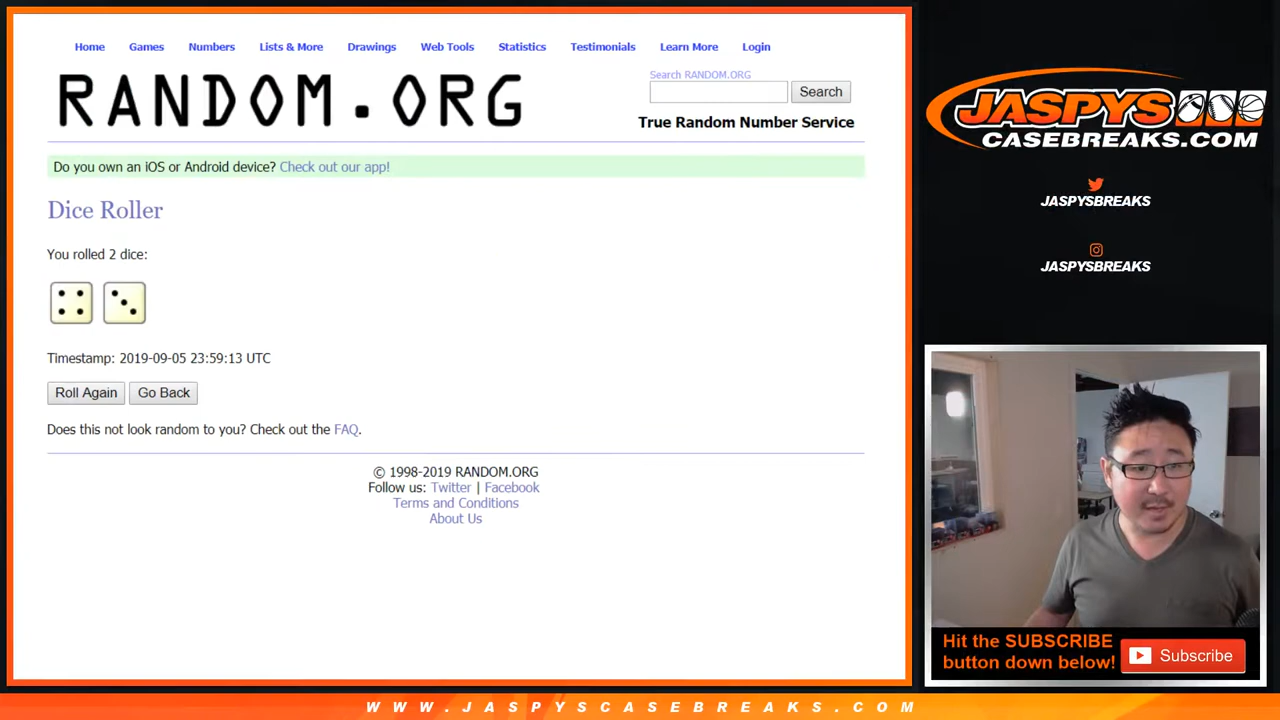 Home Games Numbers Lists & More Drawings Web Tools Statistics Testimonials Learn More Login
RANDOM.ORG
Search RANDOM.ORG
Search
True Random Number Service
Do you own an iOS or Android device? Check out our app!
Dice Roller
You rolled 2 dice:
Timestamp: 2019-09-05 23:59:13 UTC
Roll Again Go Back
Does this not look random to you? Check out the FAQ.
© 1998-2019 RANDOM.ORG
Follow us: Twitter | Facebook
Terms and Conditions
About Us
JASPYS
CASEBREAKS.COM
JASPYSBREAKS
JASPYSBREAKS
Hit the SUBSCRIBE
button down below!
Subscribe
WWW.JASPYSCASEBREAKS.COM